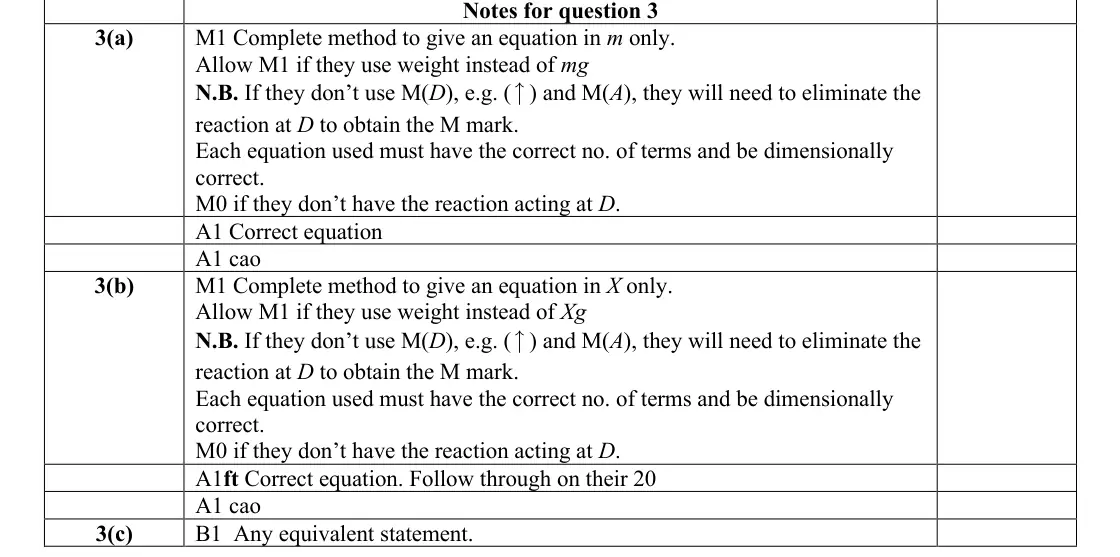 Notes for question 3
3(a) M1 Complete method to give an equation in m only.
Allow M1 if they use weight instead of mg
N.B. If they don’t use M(D), e.g. (↑) and M(A), they will need to eliminate the
reaction at D to obtain the M mark.
Each equation used must have the correct no. of terms and be dimensionally
correct.
M0 if they don’t have the reaction acting at D.
A1 Correct equation
A1 cao
3(b) M1 Complete method to give an equation in X only.
Allow M1 if they use weight instead of Xg
N.B. If they don’t use M(D), e.g. (↑) and M(A), they will need to eliminate the
reaction at D to obtain the M mark.
Each equation used must have the correct no. of terms and be dimensionally
correct.
M0 if they don’t have the reaction acting at D.
A1ft Correct equation. Follow through on their 20
A1 cao
3(c) B1 Any equivalent statement.